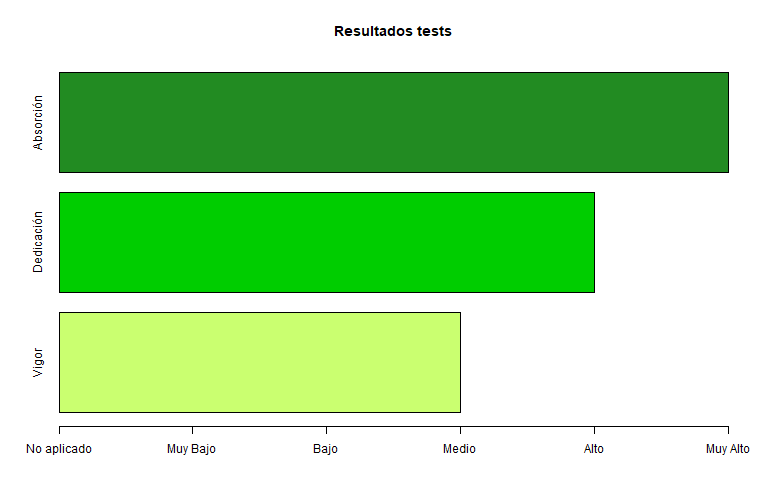 Resultados tests
Absorción
Dedicación
Vigor
No aplicado Muy Bajo Bajo Medio Alto Muy Alto